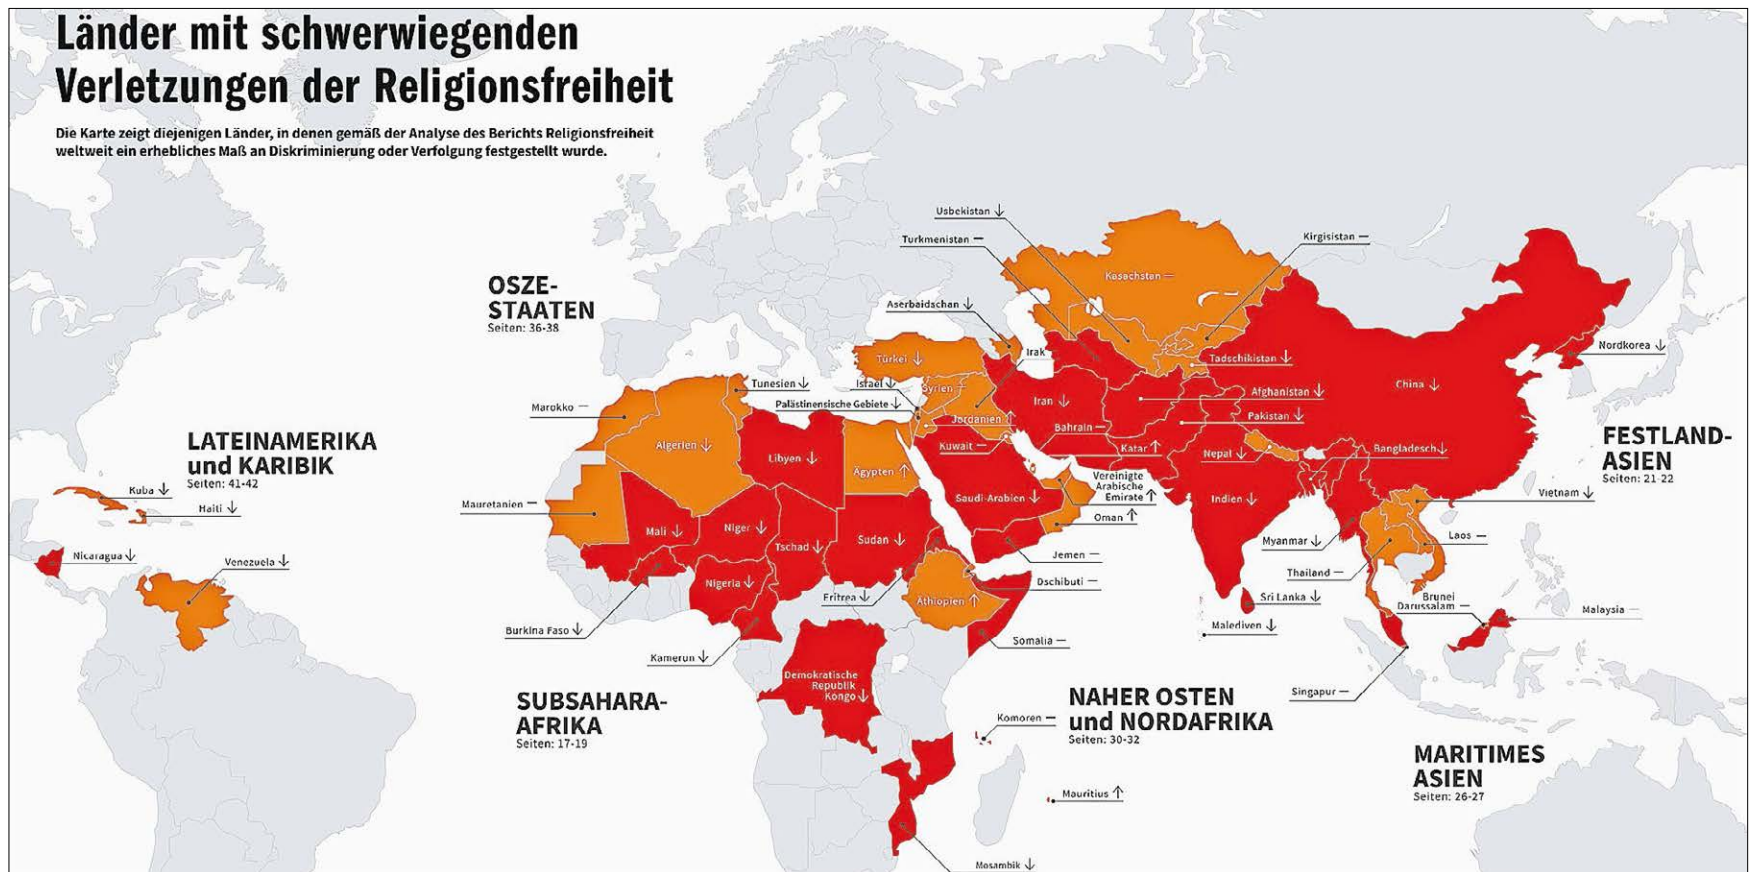 Länder mit schwerwiegenden
Verletzungen der Religionsfreiheit
Die Karte zeigt diejenigen Länder, in denen gemäß der Analyse des Berichts Religionsfreiheit
weltweit ein erhebliches Maß an Diskriminierung oder Verfolgung festgestellt wurde.
OSZE-
STAATEN
Seiten: 36-38
Usbekistan ↓
Turkmenistan —
Kirgisistan —
Kasachstan —
Aserbaidschan ↓
Türkei ↓
Irak
Tadschikistan ↓
Nordkorea ↓
China ↓
Tunesien ↓
Israel ↓
Syrien —
Palästinensische Gebiete ↓
Iran ↓
Afghanistan ↓
Pakistan ↓
Marokko —
Jordanien ↑
Bahrain —
Kuwait —
Katar ↑
Nepal ↓
Bangladesch ↓
Algerien ↓
Libyen ↓
Ägypten ↑
Saudi-Arabien ↓
Vereinigte
Arabische
Emirate ↑
Indien ↓
Vietnam ↓
LATEINAMERIKA
und KARIBIK
Seiten: 41-42
Kuba ↓
Haiti ↓
Nicaragua ↓
Venezuela ↓
FESTLAND-
ASIEN
Seiten: 21-22
Mauretanien —
Mali ↓
Niger ↓
Tschad ↓
Sudan ↓
Oman ↑
Jemen —
Myanmar ↓
Laos —
Thailand —
Dschibuti —
Nigeria ↓
Eritrea ↓
Äthiopien ↑
Sri Lanka ↓
Brunei
Darussalam —
Malaysia —
Malediven ↓
Burkina Faso ↓
Kamerun ↓
Somalia —
Demokratische
Republik
Kongo ↓
Singapur —
SUBSAHARA-
AFRIKA
Seiten: 17-19
NAHER OSTEN
und NORDAFRIKA
Seiten: 30-32
Komoren —
MARITIMES
ASIEN
Seiten: 26-27
Mauritius ↑
Mosambik ↓